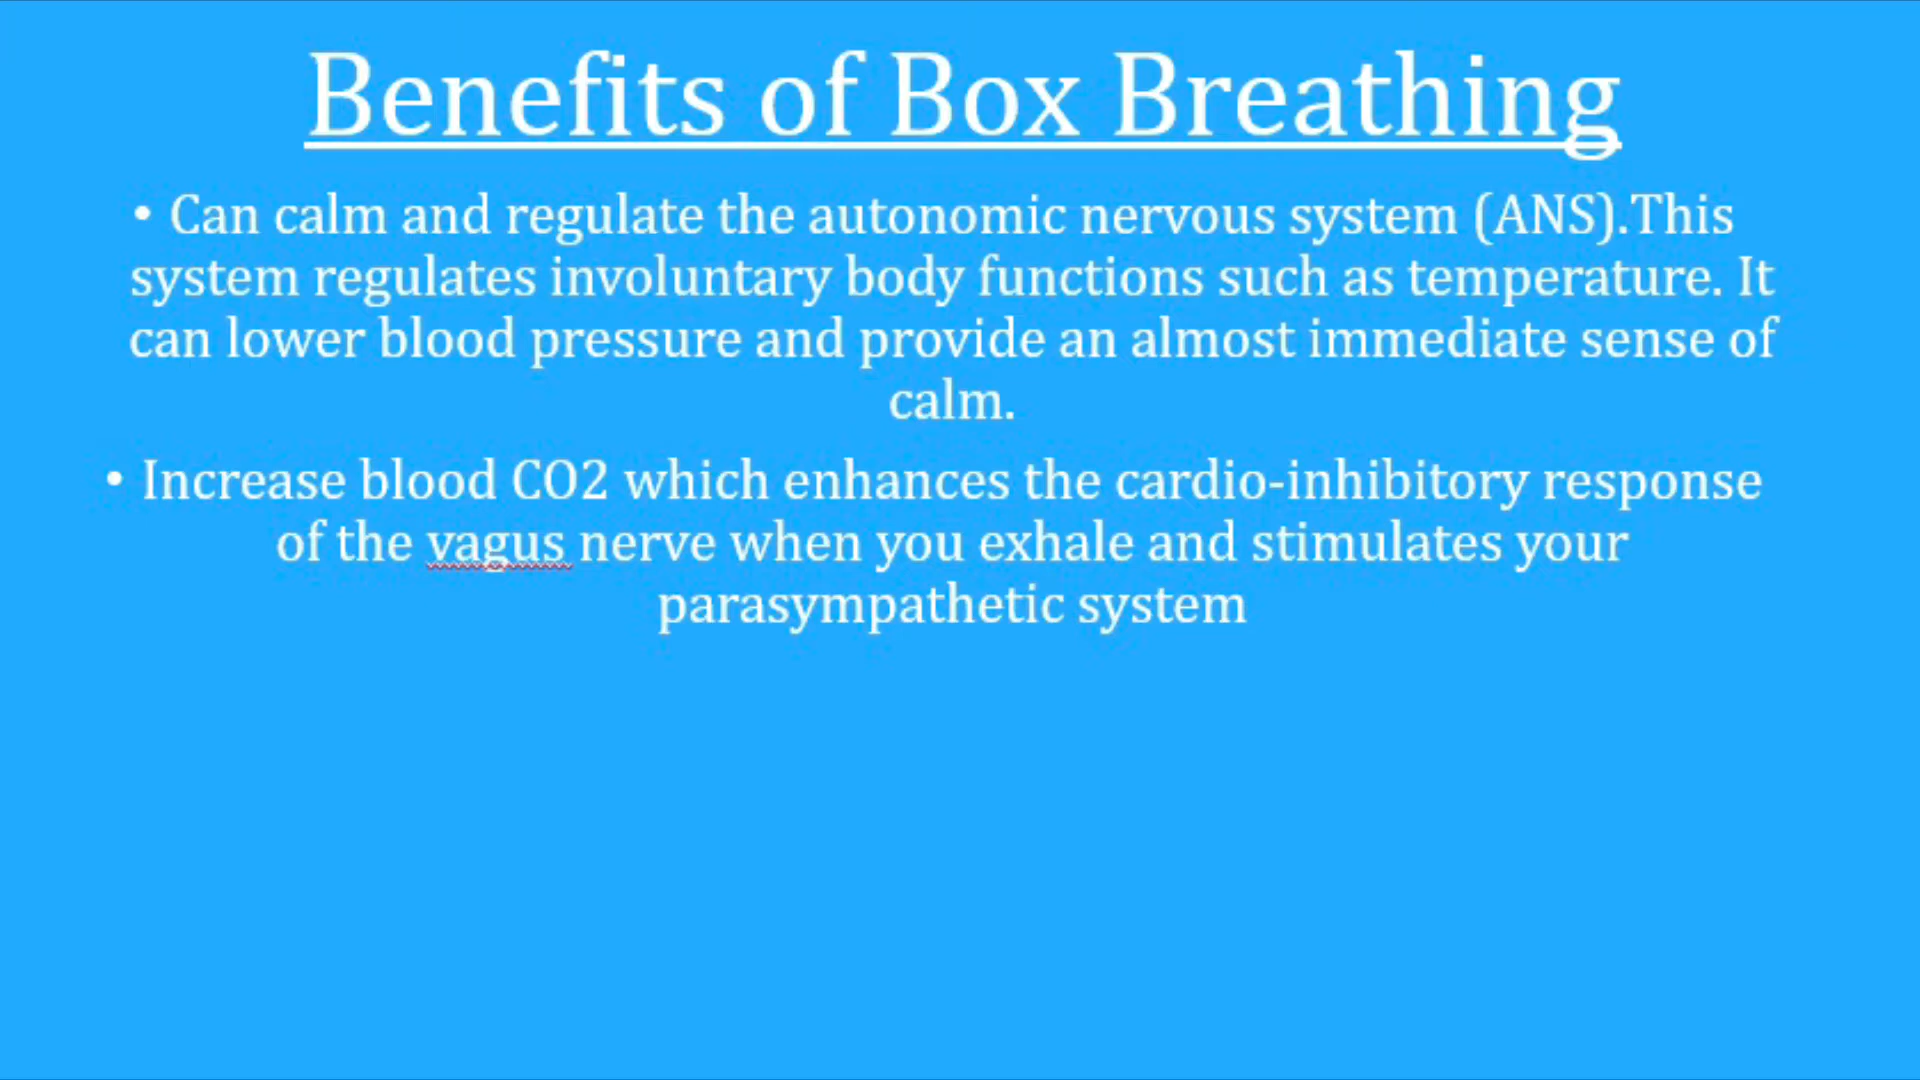 Benefits of Box Breathing
• Can calm and regulate the autonomic nervous system (ANS).This
system regulates involuntary body functions such as temperature. It
can lower blood pressure and provide an almost immediate sense of
calm.
• Increase blood CO2 which enhances the cardio-inhibitory response
of the vagus nerve when you exhale and stimulates your
parasympathetic system